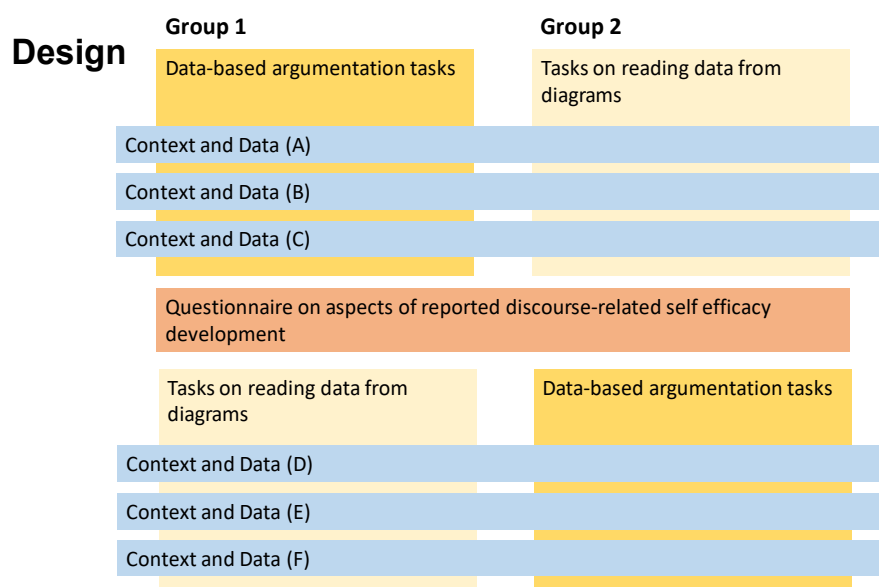 Design
Group 1
Group 2
Data-based argumentation tasks
Tasks on reading data from
diagrams
Context and Data (A)
Context and Data (B)
Context and Data (C)
Questionnaire on aspects of reported discourse-related self efficacy
development
Tasks on reading data from
diagrams
Data-based argumentation tasks
Context and Data (D)
Context and Data (E)
Context and Data (F)